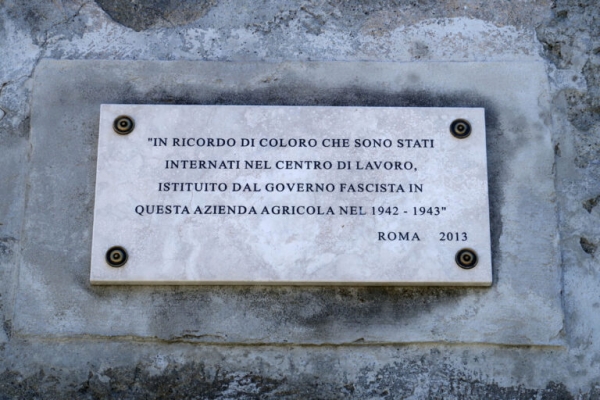 "IN RICORDO DI COLORO CHE SONO STATI
INTERNATI NEL CENTRO DI LAVORO,
ISTITUITO DAL GOVERNO FASCISTA IN
QUESTA AZIENDA AGRICOLA NEL 1942 - 1943"
ROMA 2013